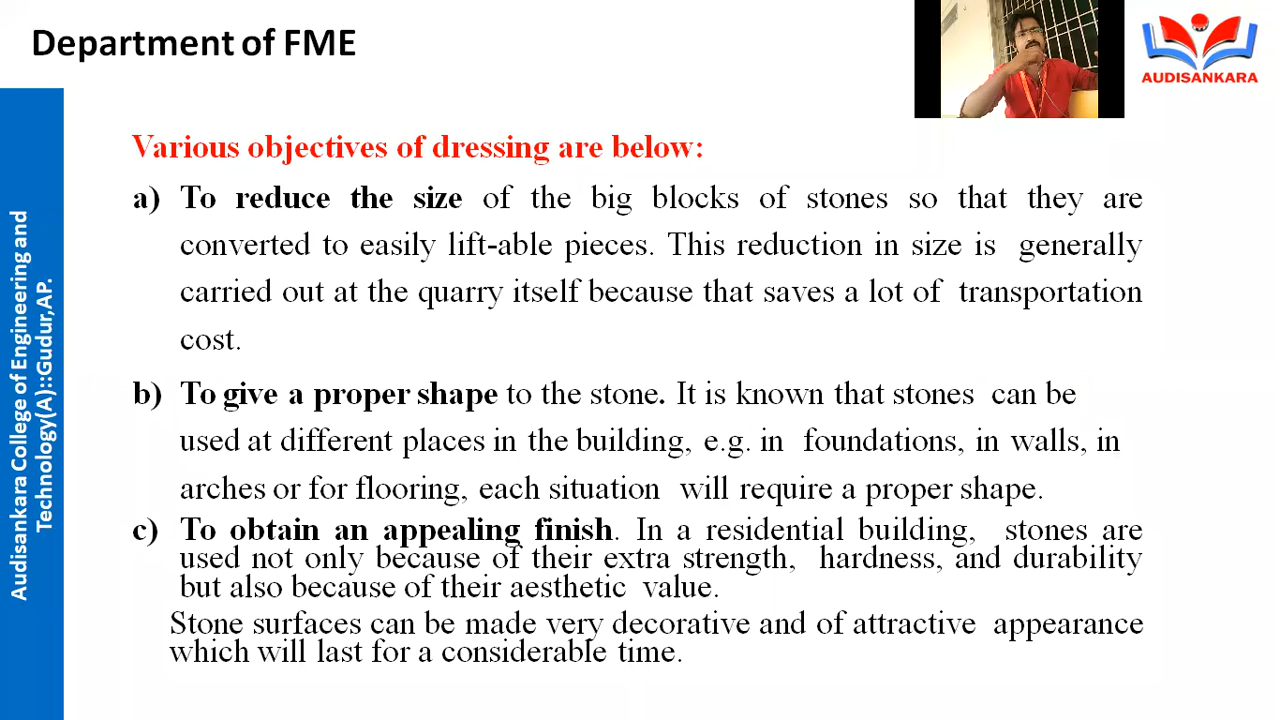 Department of FME
AUDISANKARA
Audisankara College of Engineering and
Technology(A)::Gudur,AP.
Various objectives of dressing are below:
a) To reduce the size of the big blocks of stones so that they are
converted to easily lift-able pieces. This reduction in size is generally
carried out at the quarry itself because that saves a lot of transportation
cost.
b) To give a proper shape to the stone. It is known that stones can be
used at different places in the building, e.g. in foundations, in walls, in
arches or for flooring, each situation will require a proper shape.
c) To obtain an appealing finish. In a residential building, stones are
used not only because of their extra strength, hardness, and durability
but also because of their aesthetic value.
Stone surfaces can be made very decorative and of attractive appearance
which will last for a considerable time.